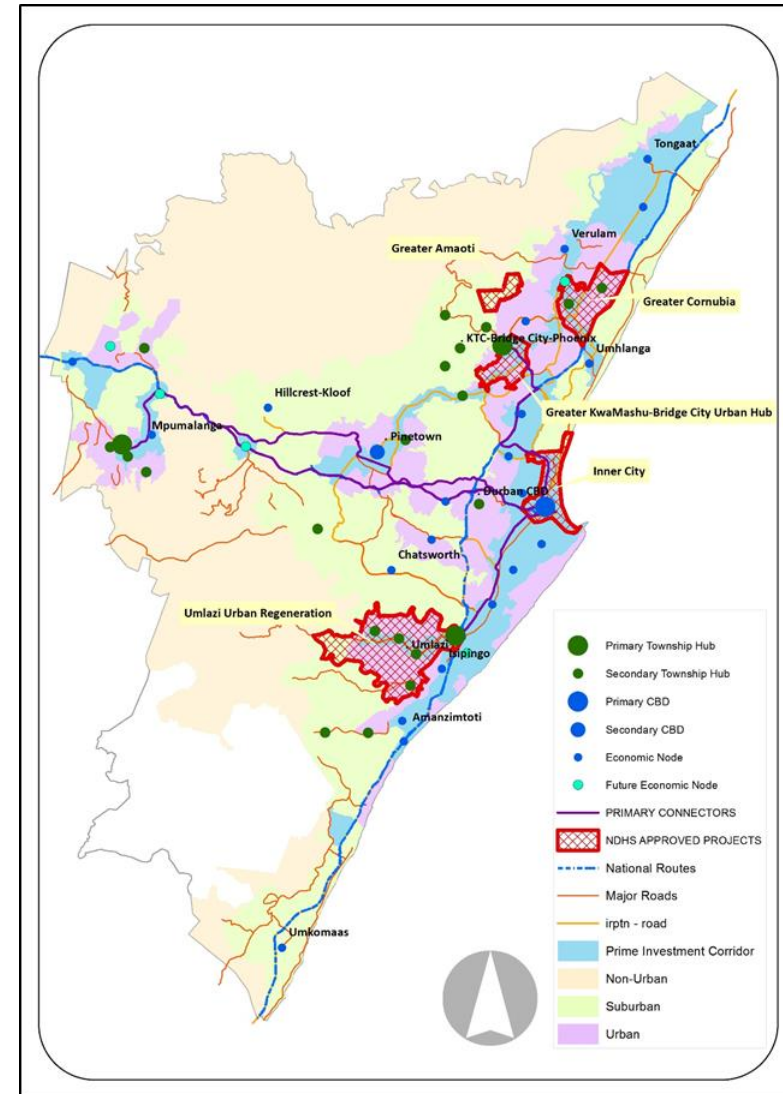 Tongaat
Verulam
Greater Amaoti
Greater Cornubia
. KTC-Bridge City-Phoenix
Umhlanga
Hillcrest-Kloof
Greater KwaMashu-Bridge City Urban Hub
Mpumalanga
. Pinetown
Inner City
. Durban CBD
Chatsworth
Umlazi Urban Regeneration
. Umlazi
Isipingo
Amanzimtoti
Umkomaas
Primary Township Hub
Secondary Township Hub
Primary CBD
Secondary CBD
Economic Node
Future Economic Node
PRIMARY CONNECTORS
NDHS APPROVED PROJECTS
National Routes
Major Roads
irptn - road
Prime Investment Corridor
Non-Urban
Suburban
Urban